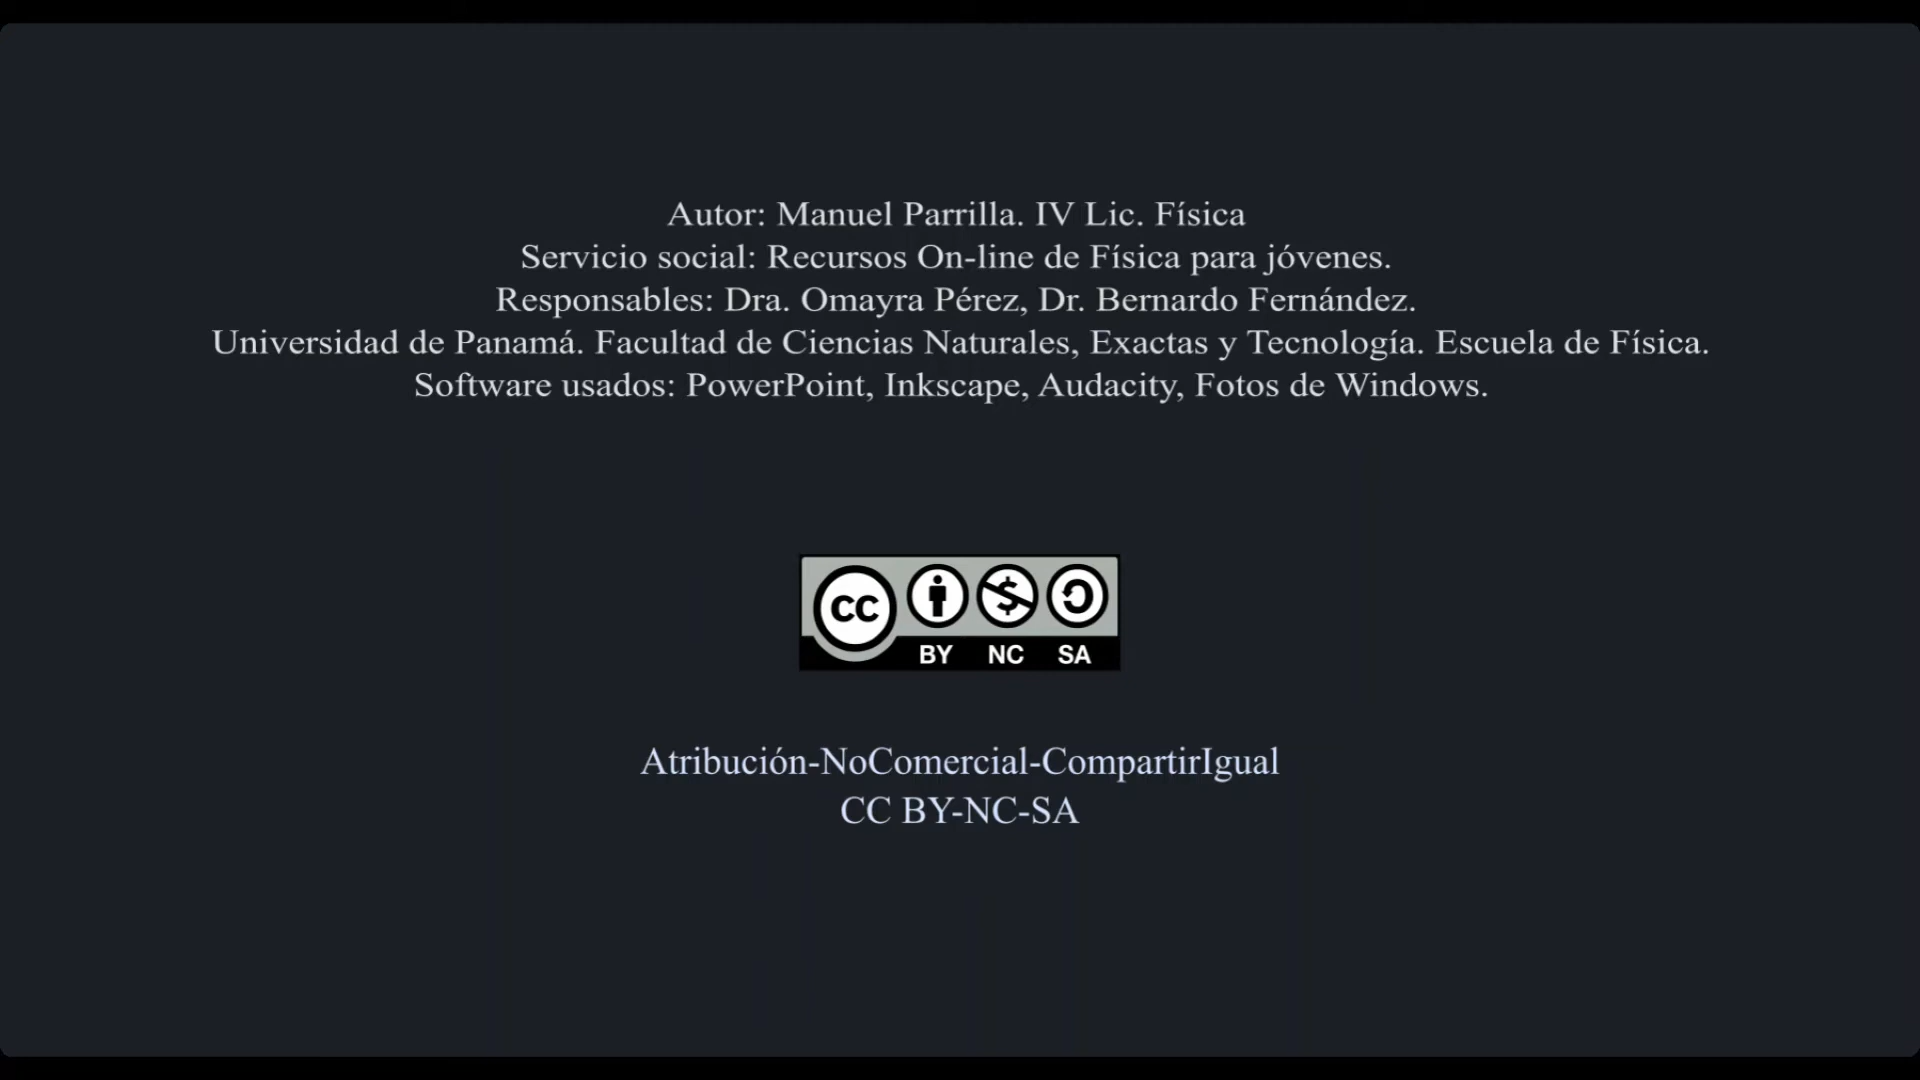 Autor: Manuel Parrilla. IV Lic. Física
Servicio social: Recursos On-line de Física para jóvenes.
Responsables: Dra. Omayra Pérez, Dr. Bernardo Fernández.
Universidad de Panamá. Facultad de Ciencias Naturales, Exactas y Tecnología. Escuela de Física.
Software usados: PowerPoint, Inkscape, Audacity, Fotos de Windows.
cc
BY NC SA
Atribución-NoComercial-CompartirIgual
CC BY-NC-SA